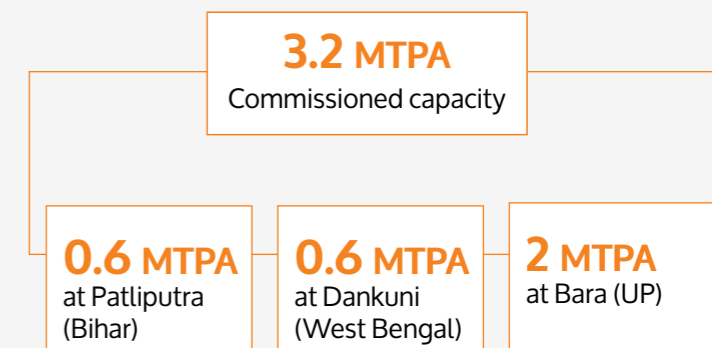 3.2 MTPA
Commissioned capacity
0.6 MTPA
at Patliputra
(Bihar)
0.6 MTPA
at Dankuni
(West Bengal)
2 MTPA
at Bara (UP)